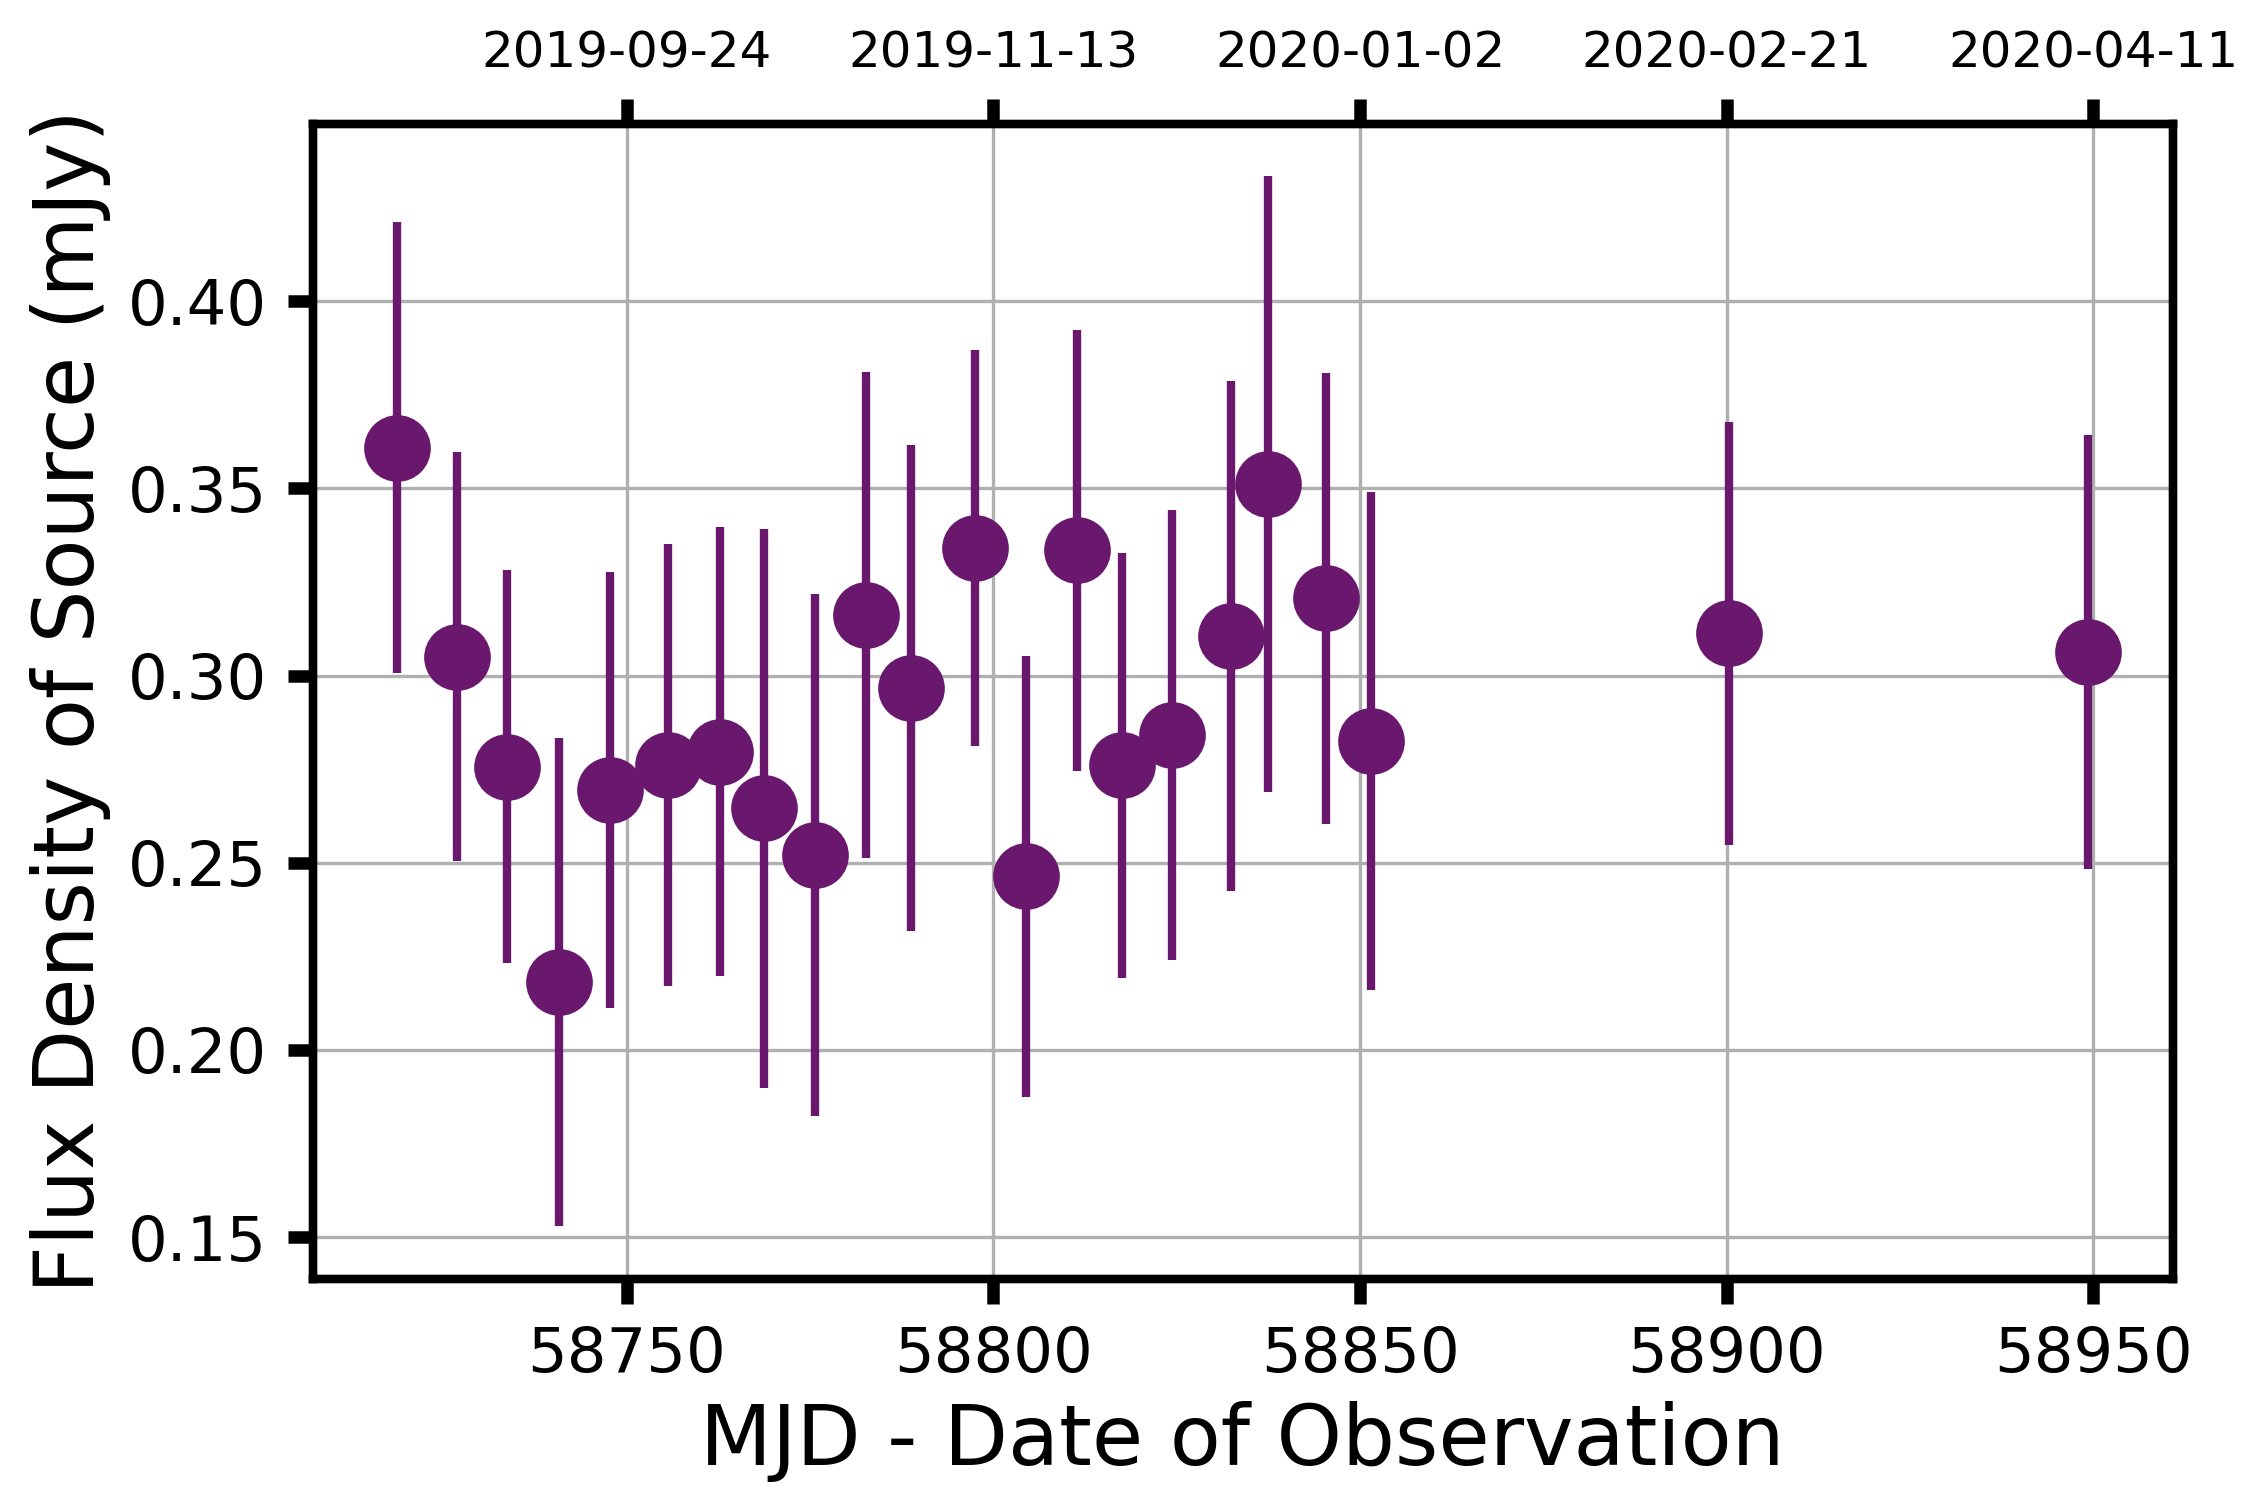 2019-09-24 2019-11-13 2020-01-02 2020-02-21 2020-04-11
Flux Density of Source (mJy)
0.40
0.35
0.30
0.25
0.20
0.15
58750 58800 58850 58900 58950
MJD - Date of Observation